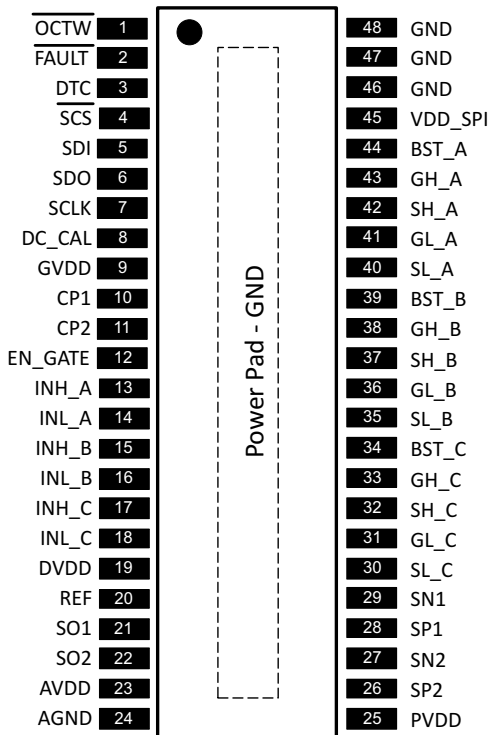 OCTW 1 48 GND
FAULT 2 47 GND
DTC 3 46 GND
SCS 4 45 VDD_SPI
SDI 5 44 BST_A
SDO 6 43 GH_A
SCLK 7 42 SH_A
DC_CAL 8 41 GL_A
GVDD 9 40 SL_A
CP1 10 39 BST_B
CP2 11 38 GH_B
EN_GATE 12 37 SH_B
INH_A 13 36 GL_B
INL_A 14 35 SL_B
INH_B 15 34 BST_C
INL_B 16 33 GH_C
INH_C 17 32 SH_C
INL_C 18 31 GL_C
DVDD 19 30 SL_C
REF 20 29 SN1
SO1 21 28 SP1
SO2 22 27 SN2
AVDD 23 26 SP2
AGND 24 25 PVDD
Power Pad - GND